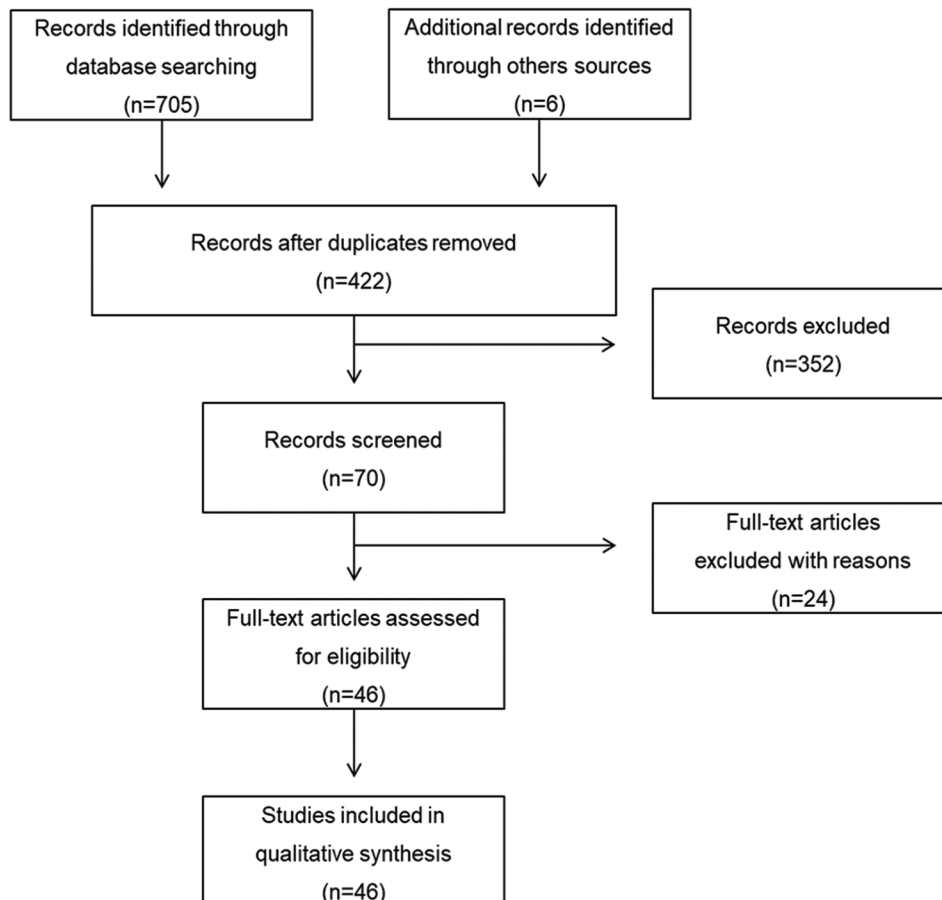 Records identified through
database searching
(n=705)
Additional records identified
through others sources
(n=6)
Records after duplicates removed
(n=422)
Records excluded
(n=352)
Records screened
(n=70)
Full-text articles
excluded with reasons
(n=24)
Full-text articles assessed
for eligibility
(n=46)
Studies included in
qualitative synthesis
(n=46)